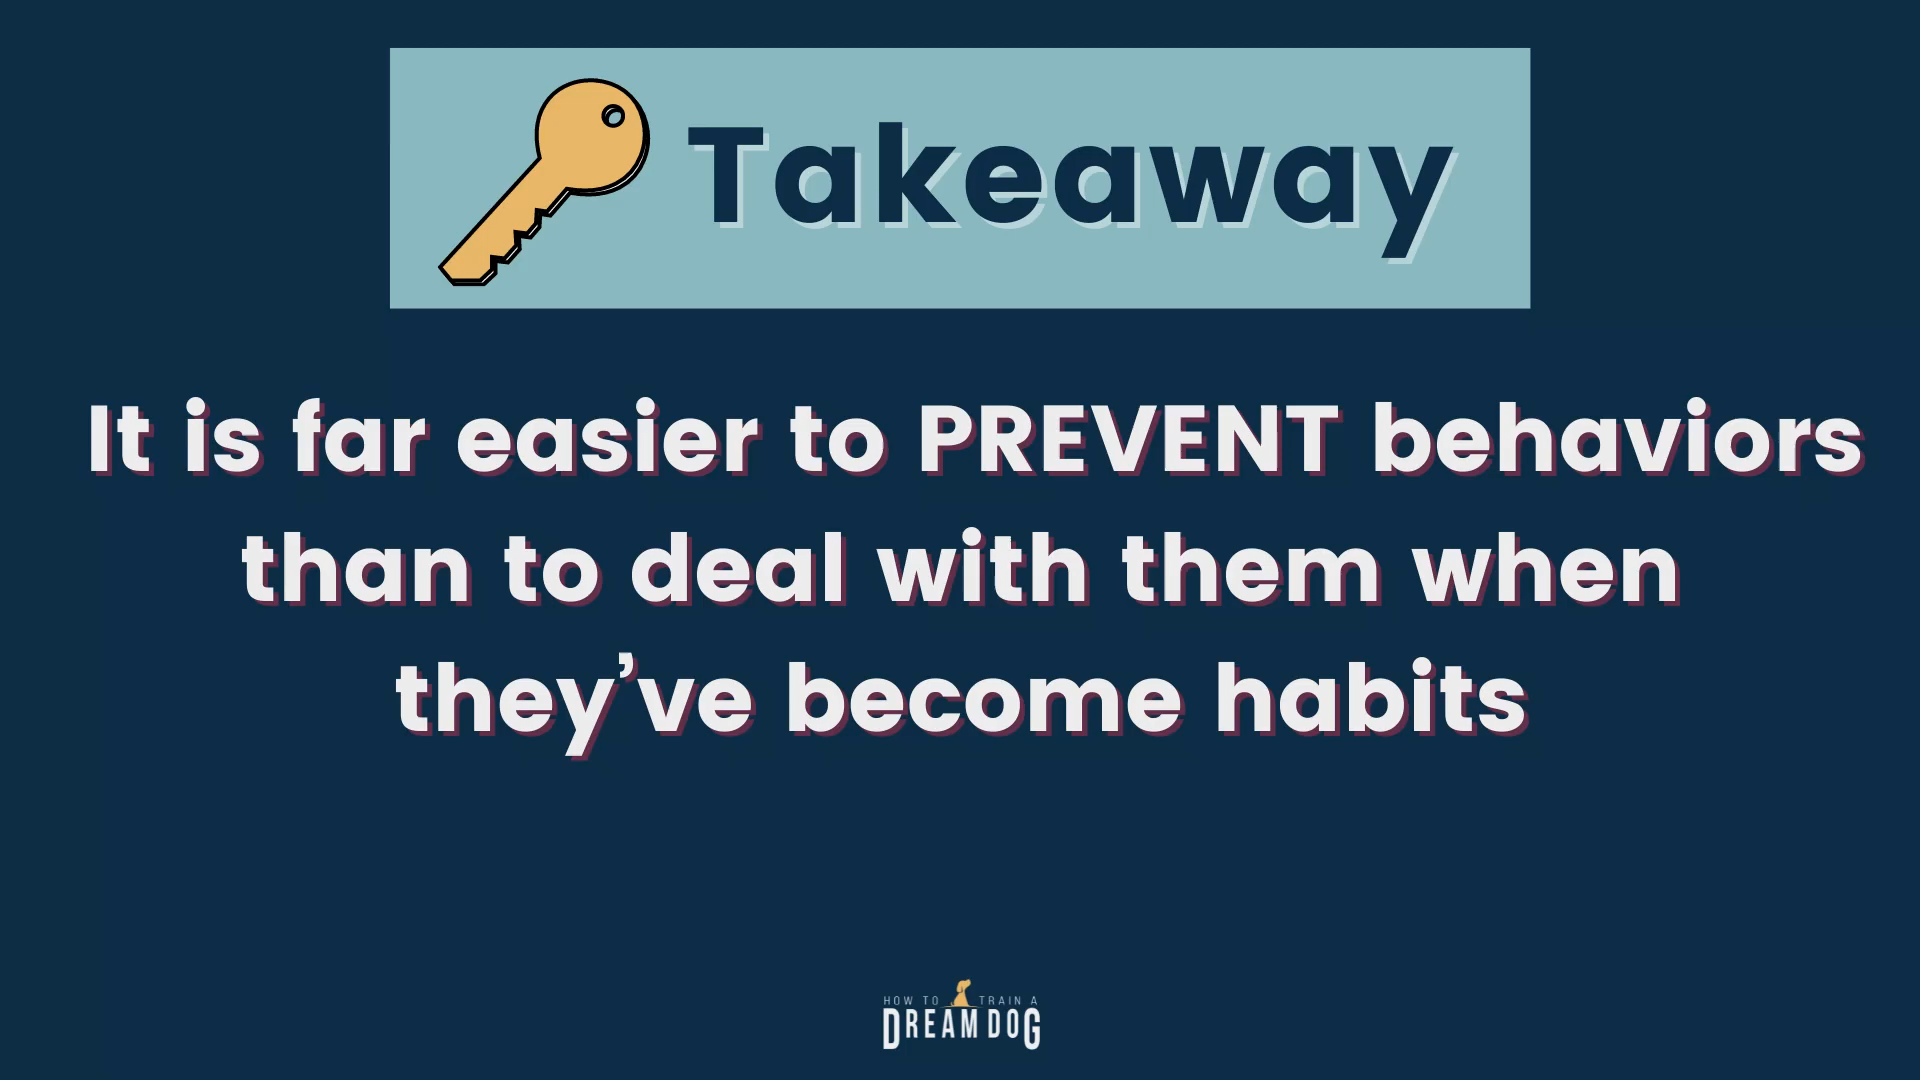 Takeaway
It is far easier to PREVENT behaviors
than to deal with them when
they’ve become habits
HOW TO TRAIN A
DREAM DOG